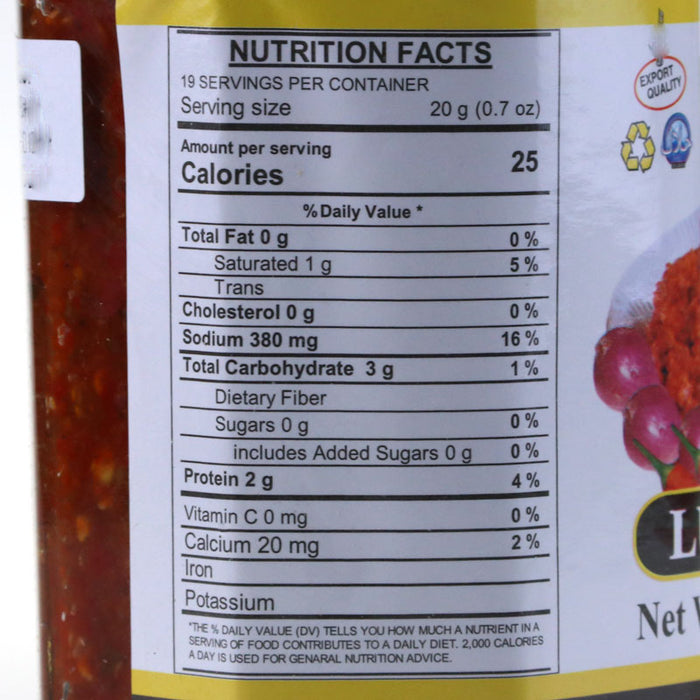 NUTRITION FACTS
19 SERVINGS PER CONTAINER
Serving size 20 g (0.7 oz)
Amount per serving
Calories 25
% Daily Value *
Total Fat 0 g 0 %
Saturated 1 g 5 %
Trans
Cholesterol 0 g 0 %
Sodium 380 mg 16 %
Total Carbohydrate 3 g 1 %
Dietary Fiber
Sugars 0 g 0 %
includes Added Sugars 0 g 0 %
Protein 2 g 4 %
Vitamin C 0 mg 0 %
Calcium 20 mg 2 %
Iron
Potassium
*THE % DAILY VALUE (DV) TELLS YOU HOW MUCH A NUTRIENT IN A
SERVING OF FOOD CONTRIBUTES TO A DAILY DIET. 2,000 CALORIES
A DAY IS USED FOR GENARAL NUTRITION ADVICE.
EXPORT
QUALITY
Net